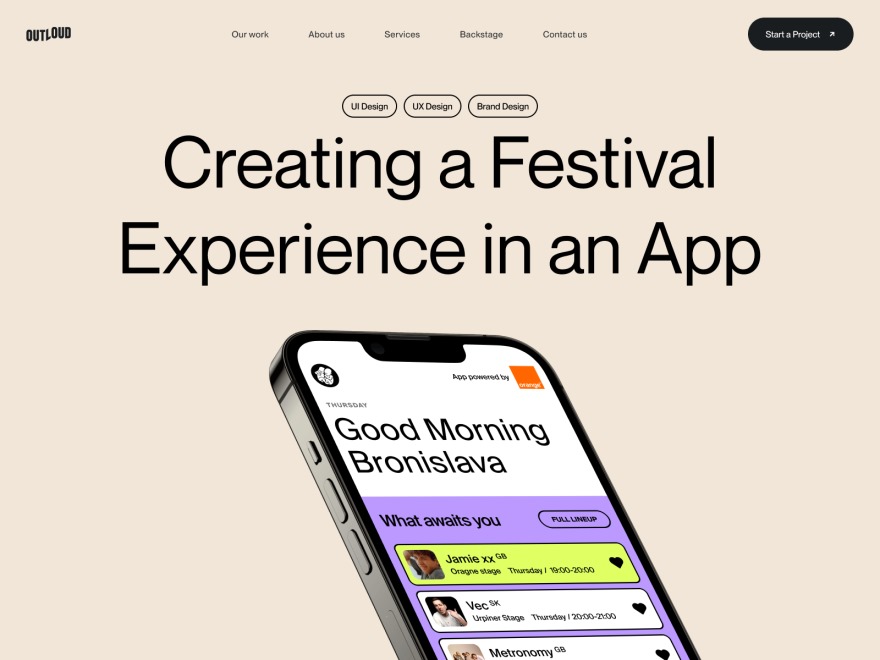 OUTLOUD
Our work
About us
Services
Backstage
Contact us
Start a Project
UI Design
UX Design
Brand Design
Creating a Festival
Experience in an App
App powered by
orange
THURSDAY
Good Morning
Bronislava
What awaits you
FULL LINEUP
Jamie xx GB
Oragne stage Thursday / 19:00-20:00
Vec SK
Urpiner Stage Thursday / 20:00-21:00
Metronomy GB